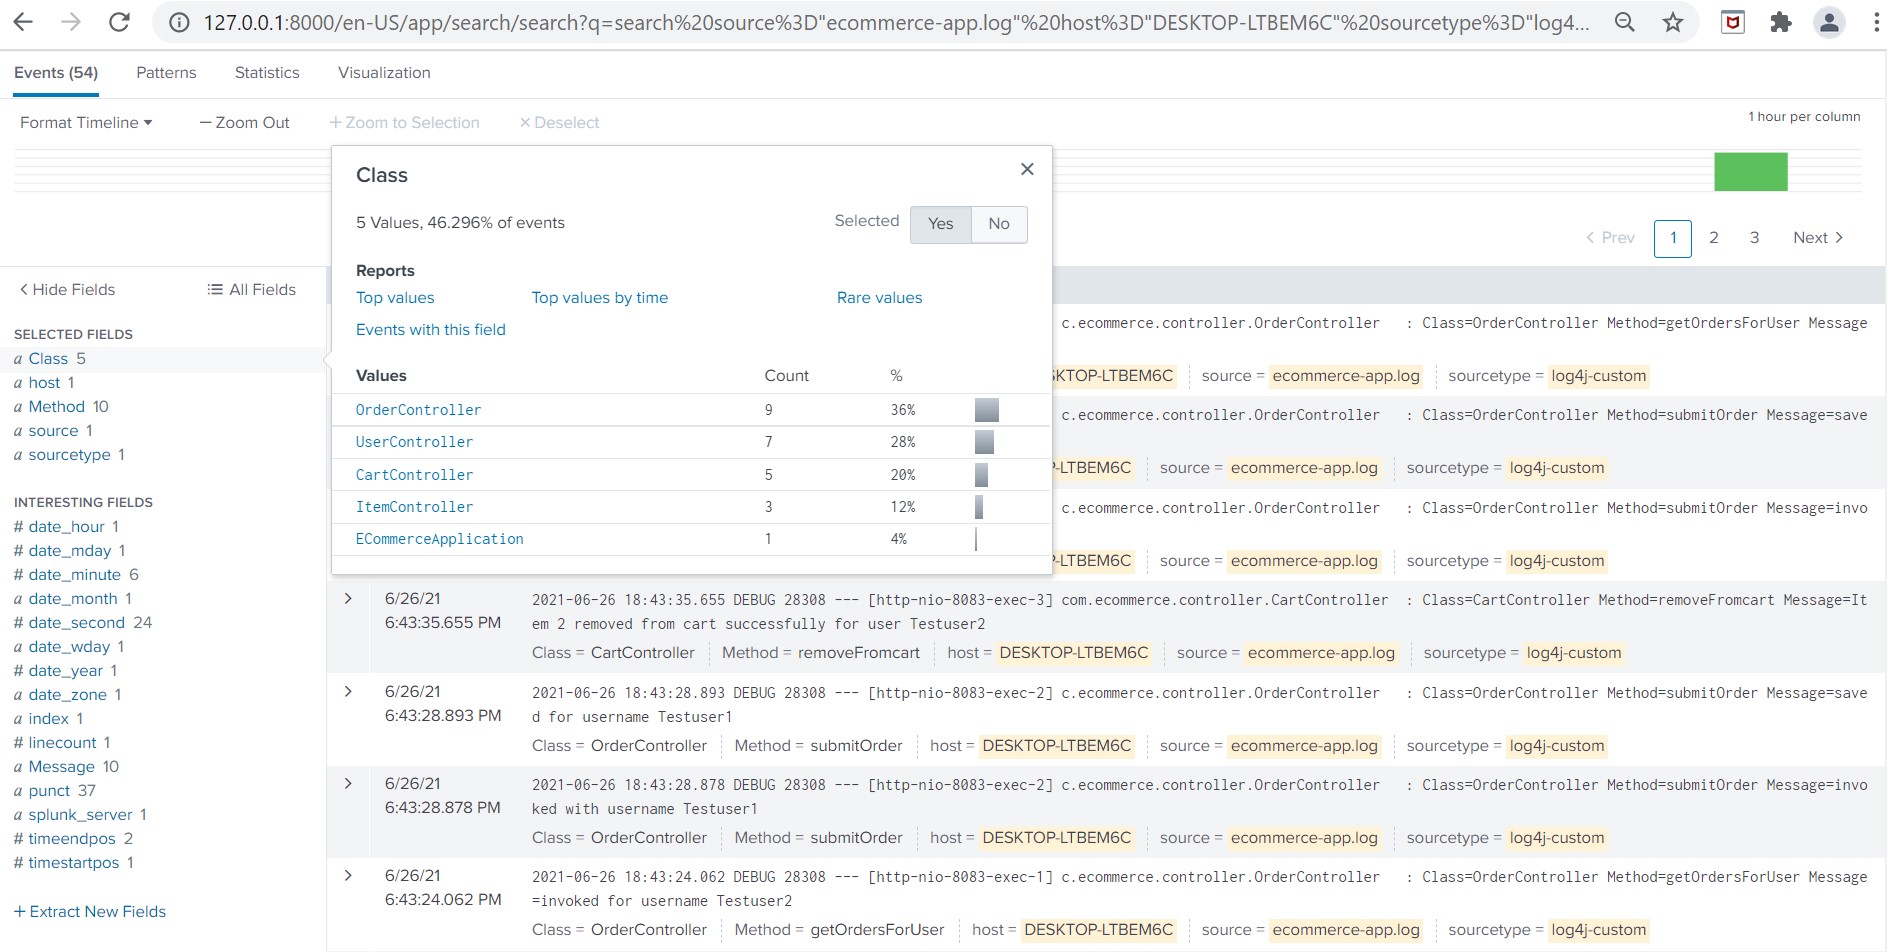 127.0.0.1:8000/en-US/app/search/search?q=search%20source%3D"ecommerce-app.log"%20host%3D"DESKTOP-LTBEM6C"%20sourcetype%3D"log4...
Events (54) Patterns Statistics Visualization
Format Timeline — Zoom Out + Zoom to Selection × Deselect
1 hour per column
Class
5 Values, 46.296% of events
Selected Yes No
Reports
Top values Top values by time Rare values
Events with this field
Values Count %
OrderController 9 36%
UserController 7 28%
CartController 5 20%
ItemController 3 12%
ECommerceApplication 1 4%
< Prev 1 2 3 Next >
< Hide Fields All Fields
SELECTED FIELDS
a Class 5
a host 1
a Method 10
a source 1
a sourcetype 1
INTERESTING FIELDS
# date_hour 1
# date_mday 1
# date_minute 6
a date_month 1
# date_second 24
a date_wday 1
# date_year 1
a date_zone 1
a index 1
# linecount 1
a Message 10
a punct 37
a splunk_server 1
# timeendpos 2
# timestartpos 1
+ Extract New Fields
c.ecommerce.controller.OrderController : Class=OrderController Method=getOrdersForUser Message
SKTOP-LTBEM6C source = ecommerce-app.log sourcetype = log4j-custom
c.ecommerce.controller.OrderController : Class=OrderController Method=submitOrder Message=save
P-LTBEM6C source = ecommerce-app.log sourcetype = log4j-custom
c.ecommerce.controller.OrderController : Class=OrderController Method=submitOrder Message=invo
P-LTBEM6C source = ecommerce-app.log sourcetype = log4j-custom
> 6/26/21 2021-06-26 18:43:35.655 DEBUG 28308 --- [http-nio-8083-exec-3] com.ecommerce.controller.CartController : Class=CartController Method=removeFromcart Message=It
6:43:35.655 PM em 2 removed from cart successfully for user Testuser2
Class = CartController Method = removeFromcart host = DESKTOP-LTBEM6C source = ecommerce-app.log sourcetype = log4j-custom
> 6/26/21 2021-06-26 18:43:28.893 DEBUG 28308 --- [http-nio-8083-exec-2] c.ecommerce.controller.OrderController : Class=OrderController Method=submitOrder Message=save
6:43:28.893 PM d for username Testuser1
Class = OrderController Method = submitOrder host = DESKTOP-LTBEM6C source = ecommerce-app.log sourcetype = log4j-custom
> 6/26/21 2021-06-26 18:43:28.878 DEBUG 28308 --- [http-nio-8083-exec-2] c.ecommerce.controller.OrderController : Class=OrderController Method=submitOrder Message=invo
6:43:28.878 PM ked with username Testuser1
Class = OrderController Method = submitOrder host = DESKTOP-LTBEM6C source = ecommerce-app.log sourcetype = log4j-custom
> 6/26/21 2021-06-26 18:43:24.062 DEBUG 28308 --- [http-nio-8083-exec-1] c.ecommerce.controller.OrderController : Class=OrderController Method=getOrdersForUser Message
6:43:24.062 PM =invoked for username Testuser2
Class = OrderController Method = getOrdersForUser host = DESKTOP-LTBEM6C source = ecommerce-app.log sourcetype = log4j-custom